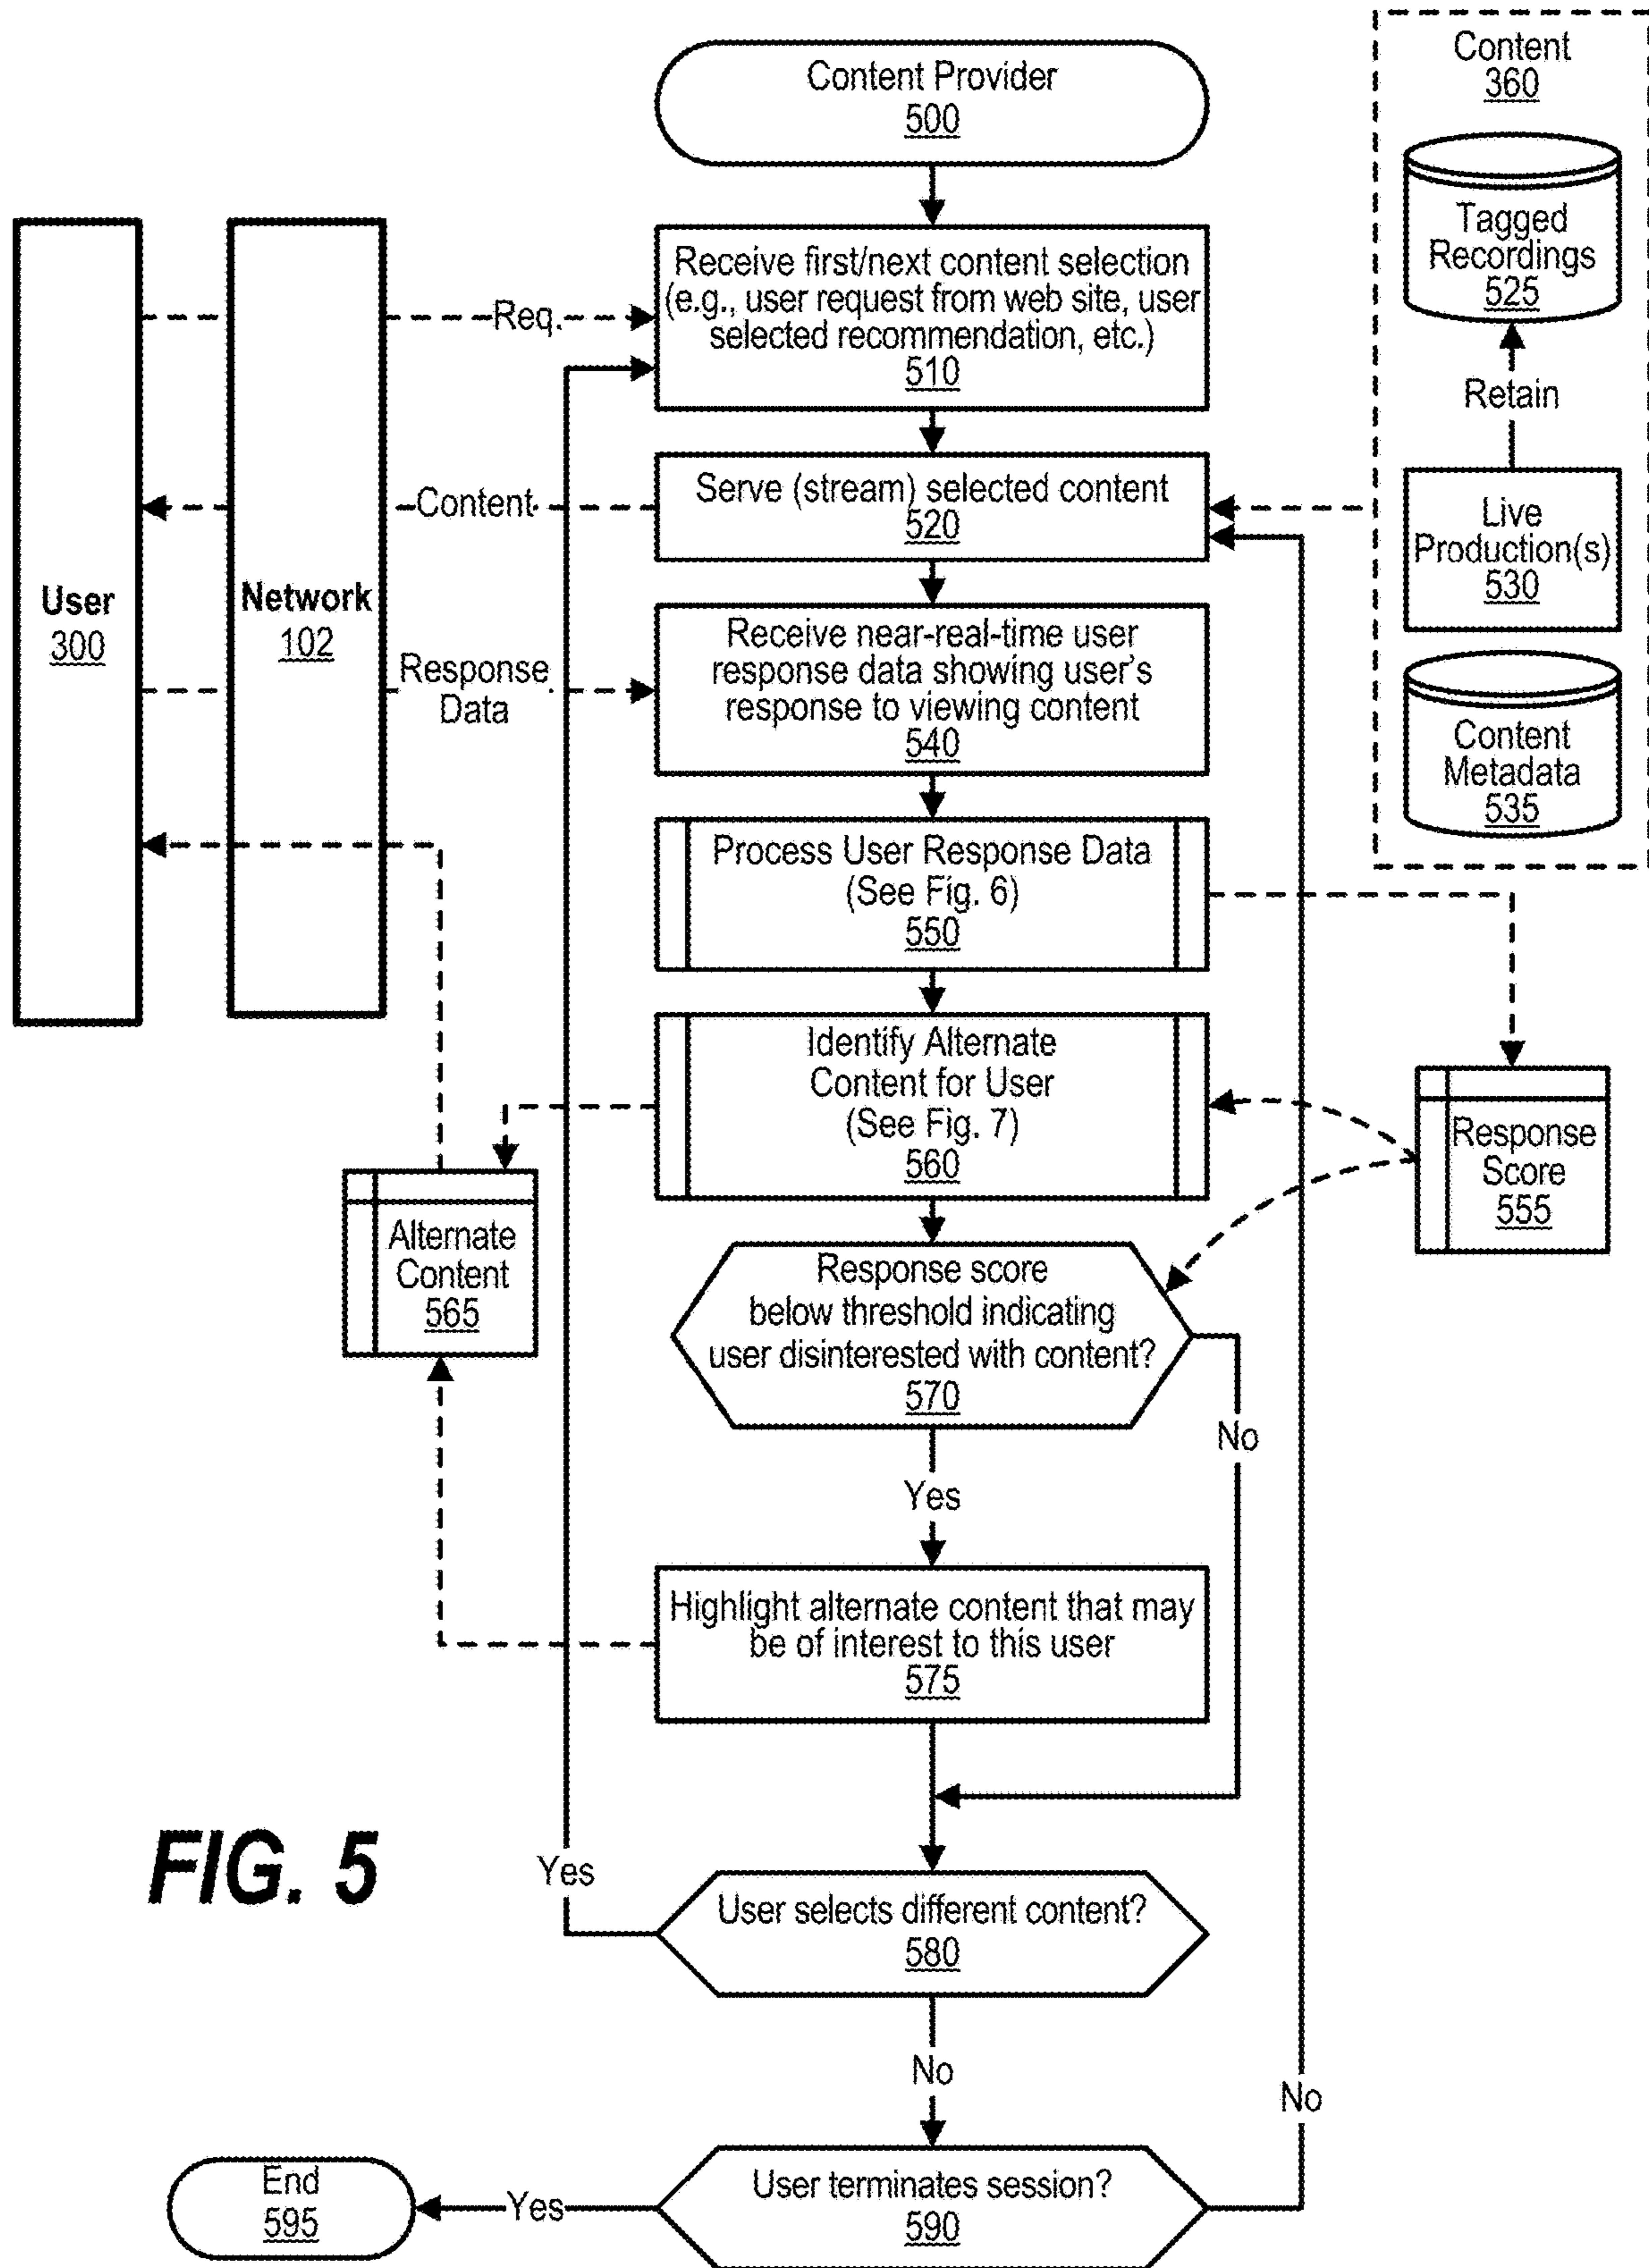 Content Provider
500
Content
360
Tagged
Recordings
525
Retain
Live
Production(s)
530
Content
Metadata
535
User
300
Network
102
Req.
Receive first/next content selection
(e.g., user request from web site, user
selected recommendation, etc.)
510
Content
Serve (stream) selected content
520
Response
Data
Receive near-real-time user
response data showing user's
response to viewing content
540
Process User Response Data
(See Fig. 6)
550
Identify Alternate
Content for User
(See Fig. 7)
560
Response
Score
555
Alternate
Content
565
Response score
below threshold indicating
user disinterested with content?
570
No
Yes
Highlight alternate content that may
be of interest to this user
575
FIG. 5
Yes
User selects different content?
580
No
No
User terminates session?
590
Yes
End
595